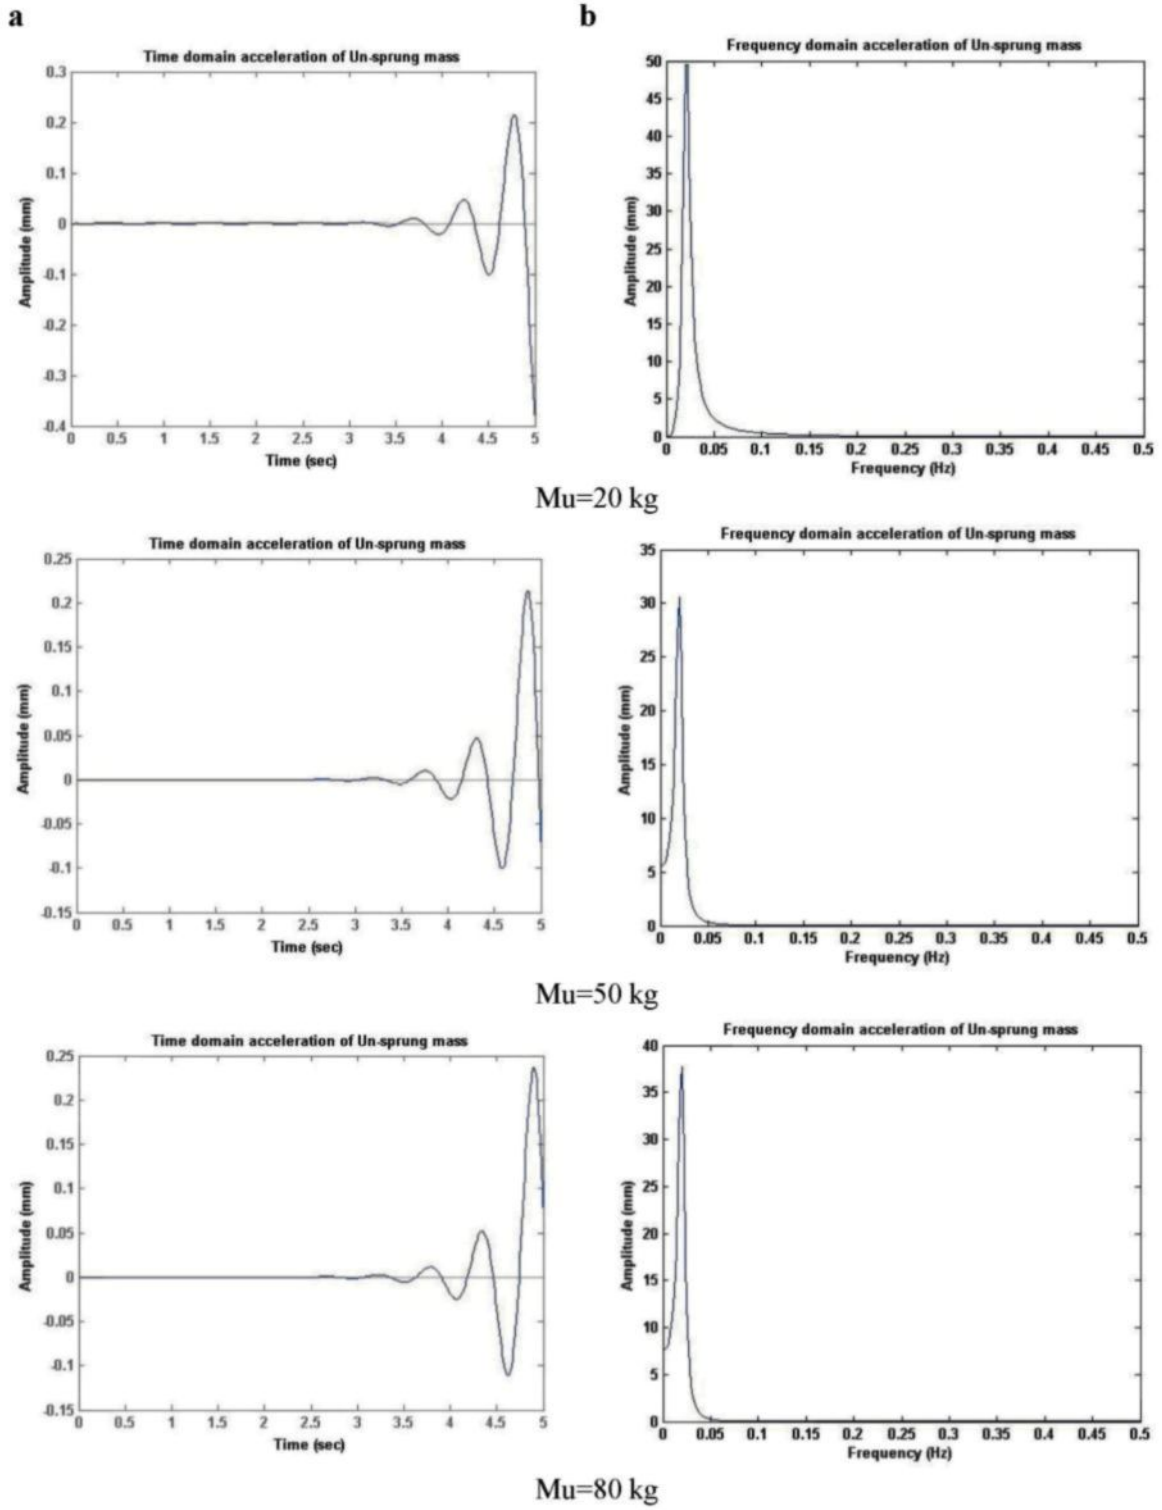 a
b
Time domain acceleration of Un-sprung mass
0.3
0.2
0.1
0
-0.1
-0.2
-0.3
-0.4
0 0.5 1 1.5 2 2.5 3 3.5 4 4.5 5
Amplitude (mm)
Time (sec)
Frequency domain acceleration of Un-sprung mass
50
45
40
35
30
25
20
15
10
5
0
0 0.05 0.1 0.15 0.2 0.25 0.3 0.35 0.4 0.45 0.5
Amplitude (mm)
Frequency (Hz)
Mu=20 kg
Time domain acceleration of Un-sprung mass
0.25
0.2
0.15
0.1
0.05
0
-0.05
-0.1
-0.15
0 0.5 1 1.5 2 2.5 3 3.5 4 4.5 5
Amplitude (mm)
Time (sec)
Frequency domain acceleration of Un-sprung mass
35
30
25
20
15
10
5
0
0 0.05 0.1 0.15 0.2 0.25 0.3 0.35 0.4 0.45 0.5
Amplitude (mm)
Frequency (Hz)
Mu=50 kg
Time domain acceleration of Un-sprung mass
0.25
0.2
0.15
0.1
0.05
0
-0.05
-0.1
-0.15
0 0.5 1 1.5 2 2.5 3 3.5 4 4.5 5
Amplitude (mm)
Time (sec)
Frequency domain acceleration of Un-sprung mass
40
35
30
25
20
15
10
5
0
0 0.05 0.1 0.15 0.2 0.25 0.3 0.35 0.4 0.45 0.5
Amplitude (mm)
Frequency (Hz)
Mu=80 kg